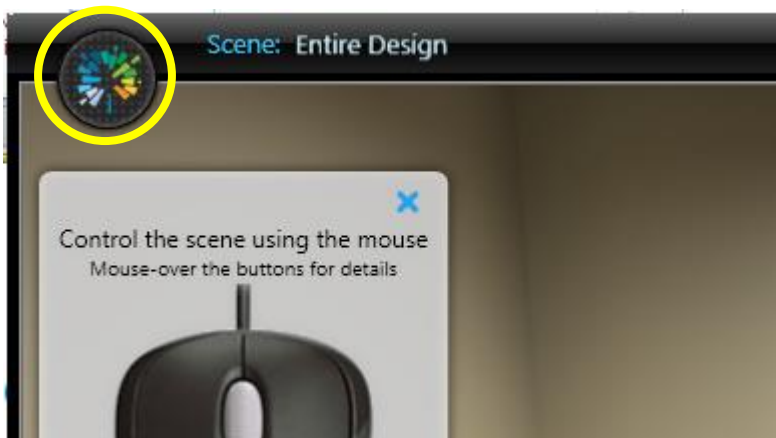 Scene: Entire Design
Control the scene using the mouse
Mouse-over the buttons for details